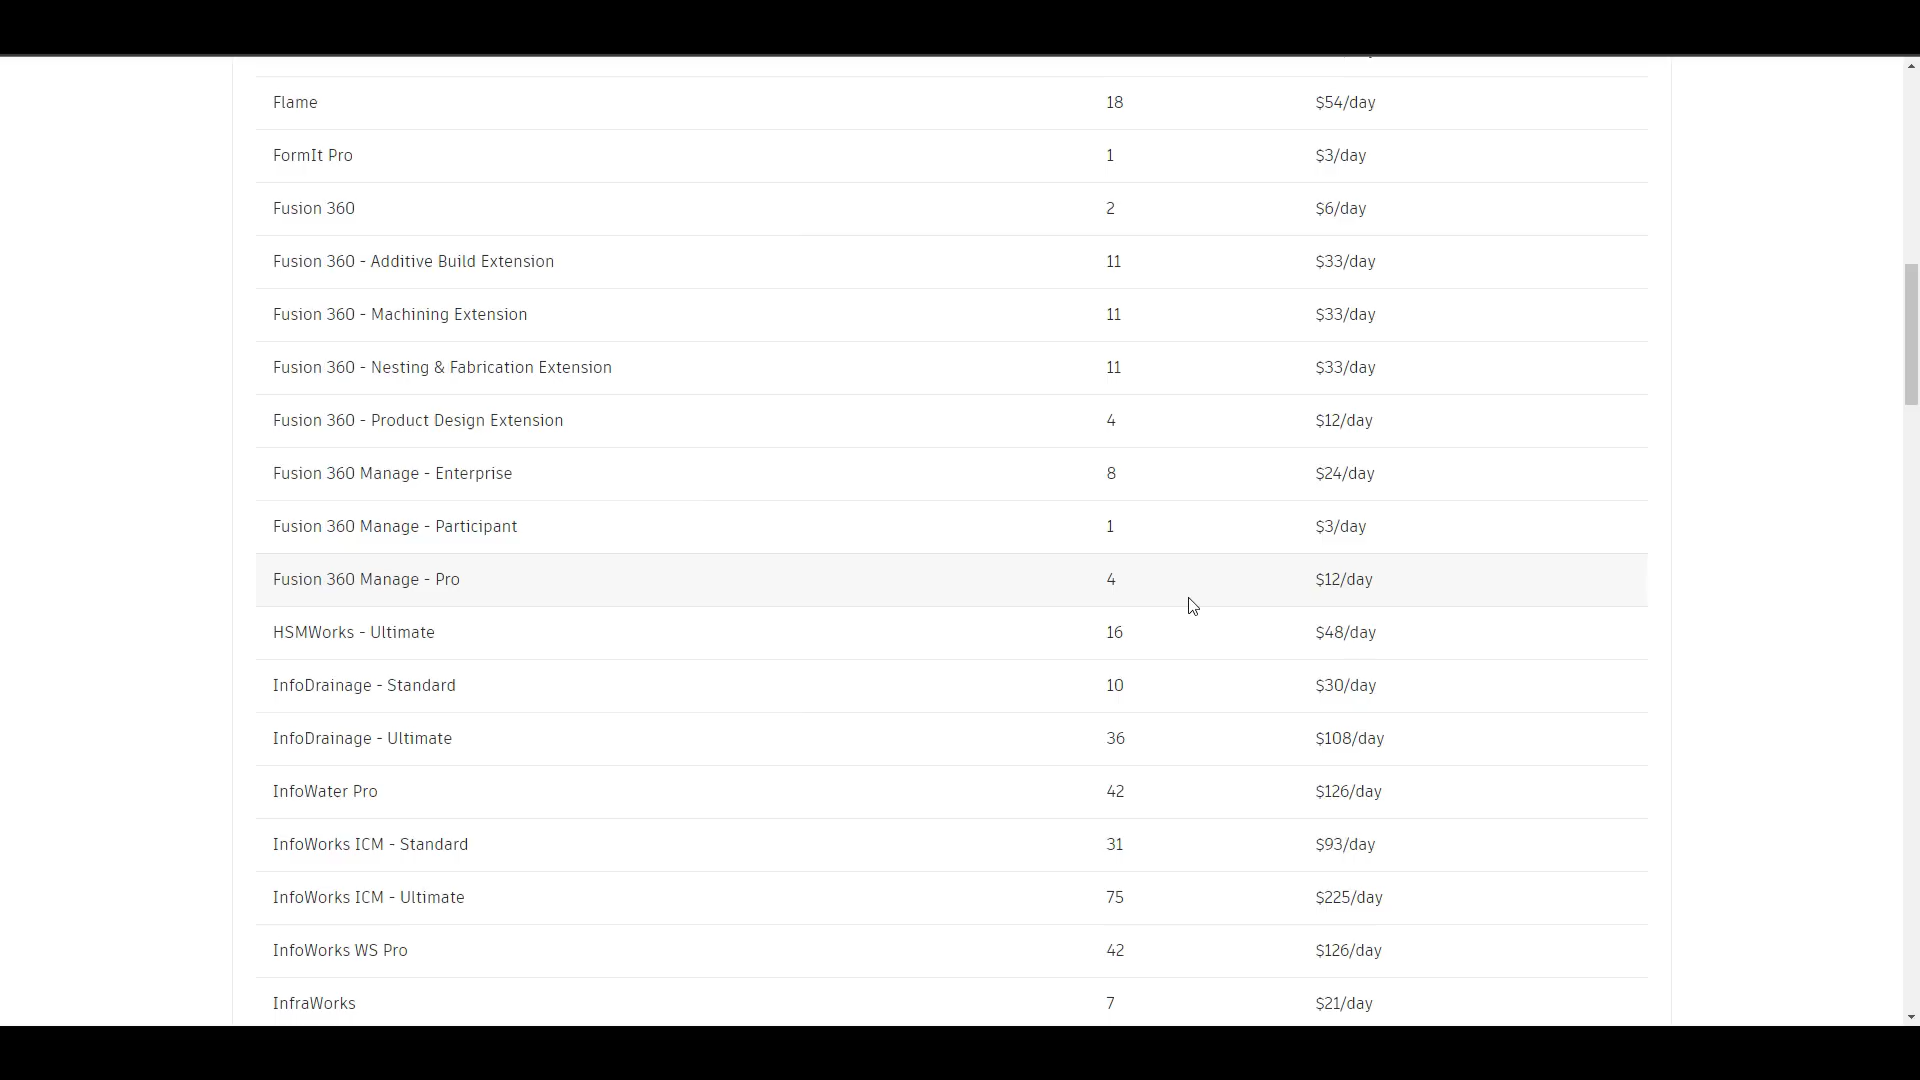 Flame 18 $54/day
FormIt Pro 1 $3/day
Fusion 360 2 $6/day
Fusion 360 - Additive Build Extension 11 $33/day
Fusion 360 - Machining Extension 11 $33/day
Fusion 360 - Nesting & Fabrication Extension 11 $33/day
Fusion 360 - Product Design Extension 4 $12/day
Fusion 360 Manage - Enterprise 8 $24/day
Fusion 360 Manage - Participant 1 $3/day
Fusion 360 Manage - Pro 4 $12/day
HSMWorks - Ultimate 16 $48/day
InfoDrainage - Standard 10 $30/day
InfoDrainage - Ultimate 36 $108/day
InfoWater Pro 42 $126/day
InfoWorks ICM - Standard 31 $93/day
InfoWorks ICM - Ultimate 75 $225/day
InfoWorks WS Pro 42 $126/day
InfraWorks 7 $21/day